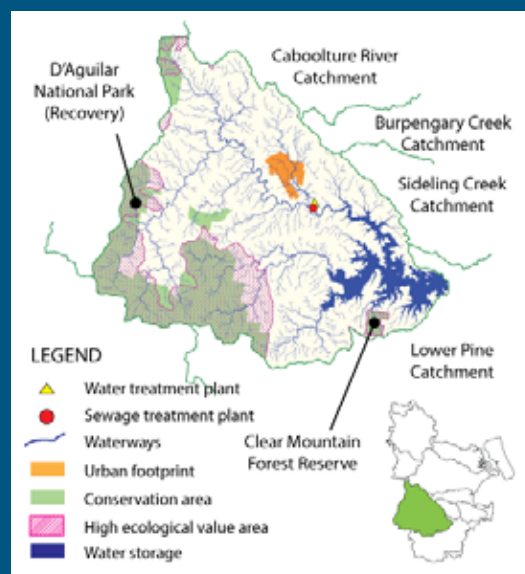 D'Aguilar
National Park
(Recovery)
Caboolture River
Catchment
Burpengary Creek
Catchment
Sideling Creek
Catchment
Lower Pine
Catchment
Clear Mountain
Forest Reserve
LEGEND
Water treatment plant
Sewage treatment plant
Waterways
Urban footprint
Conservation area
High ecological value area
Water storage